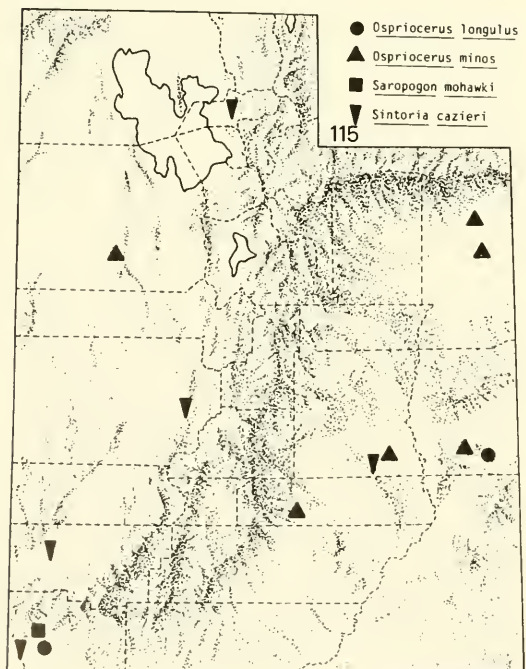 Ospriocerus longulus
Ospriocerus minos
Saropogon mohawki
Sintoria cazieri
115